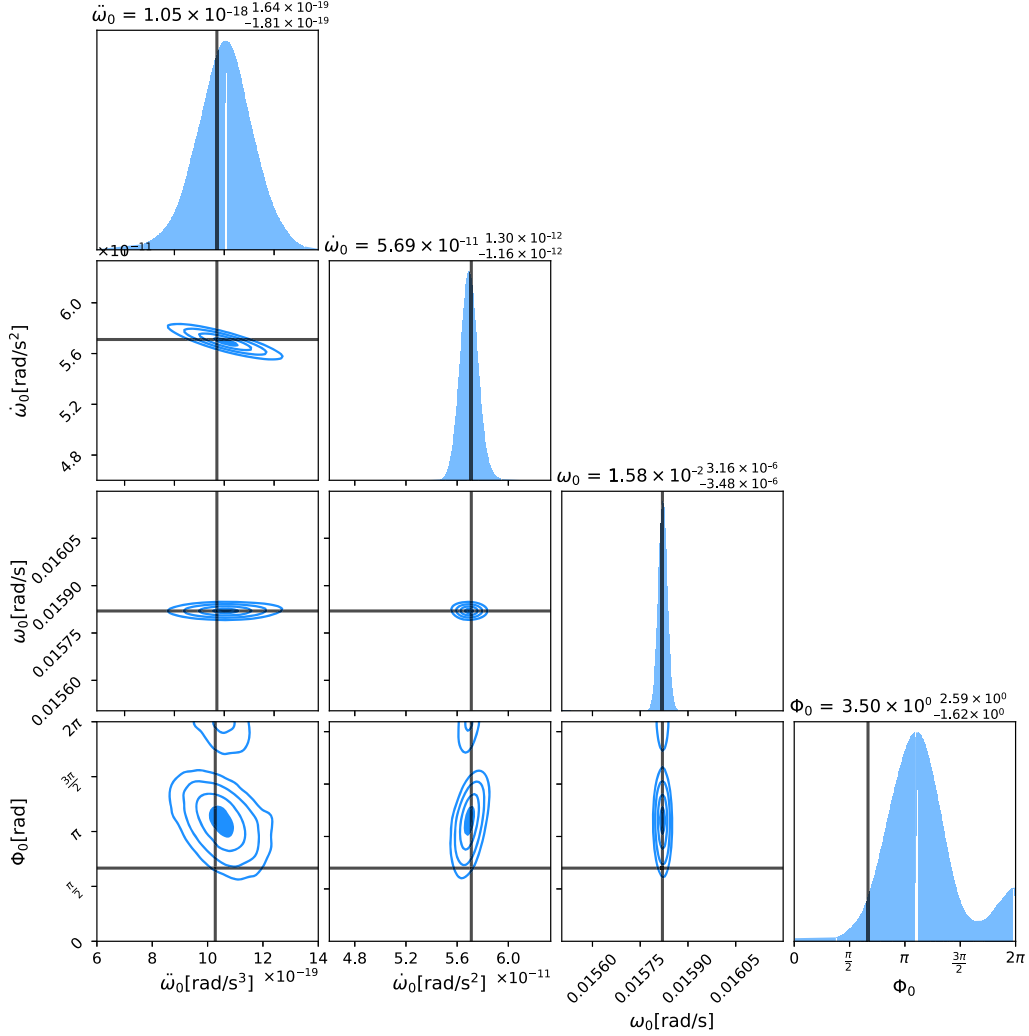 ω̈₀ = 1.05 × 10⁻¹⁸ 1.64 × 10⁻¹⁹
−1.81 × 10⁻¹⁹
×10⁻¹¹
ω̇₀ = 5.69 × 10⁻¹¹ 1.30 × 10⁻¹²
−1.16 × 10⁻¹²
ω̇₀[rad/s²]
6.0
5.6
5.2
4.8
ω₀ = 1.58 × 10⁻² 3.16 × 10⁻⁶
−3.48 × 10⁻⁶
ω₀[rad/s]
0.01605
0.01590
0.01575
0.01560
Φ₀ = 3.50 × 10⁰ 2.59 × 10⁰
−1.62 × 10⁰
Φ₀[rad]
2π
3π/2
π
π/2
0
6 8 10 12 14
×10⁻¹⁹
ω̈₀[rad/s³]
4.8 5.2 5.6 6.0
×10⁻¹¹
ω̇₀[rad/s²]
0.01560 0.01575 0.01590 0.01605
ω₀[rad/s]
0 π/2 π 3π/2 2π
Φ₀